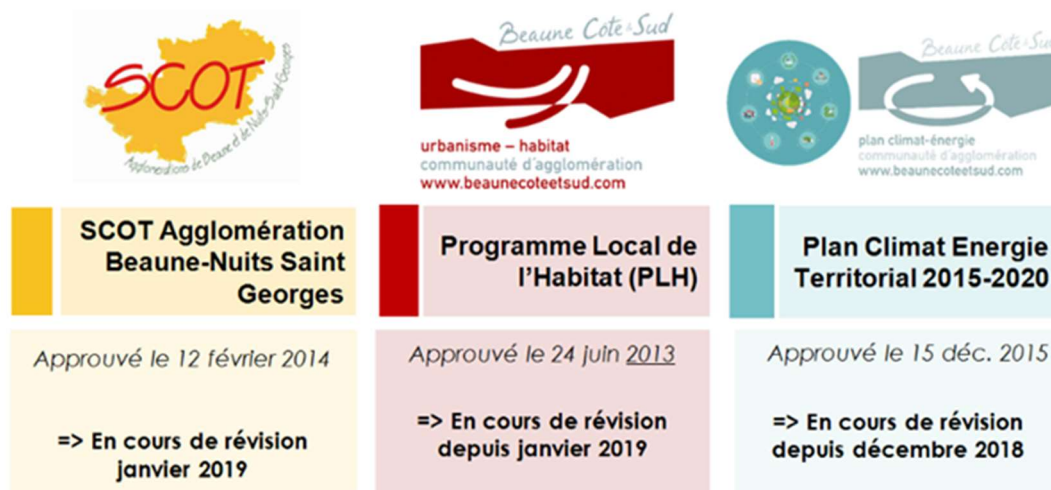 SCOT
Agglomérations de Beaune et de Nuits-Saint-Georges
Beaune Côte & Sud
urbanisme – habitat
communauté d'agglomération
www.beaunecoteetsud.com
Beaune Côte & Sud
plan climat-énergie
communauté d'agglomération
www.beaunecoteetsud.com
SCOT Agglomération
Beaune-Nuits Saint
Georges
Programme Local de
l'Habitat (PLH)
Plan Climat Energie
Territorial 2015-2020
Approuvé le 12 février 2014
=> En cours de révision
janvier 2019
Approuvé le 24 juin 2013
=> En cours de révision
depuis janvier 2019
Approuvé le 15 déc. 2015
=> En cours de révision
depuis décembre 2018